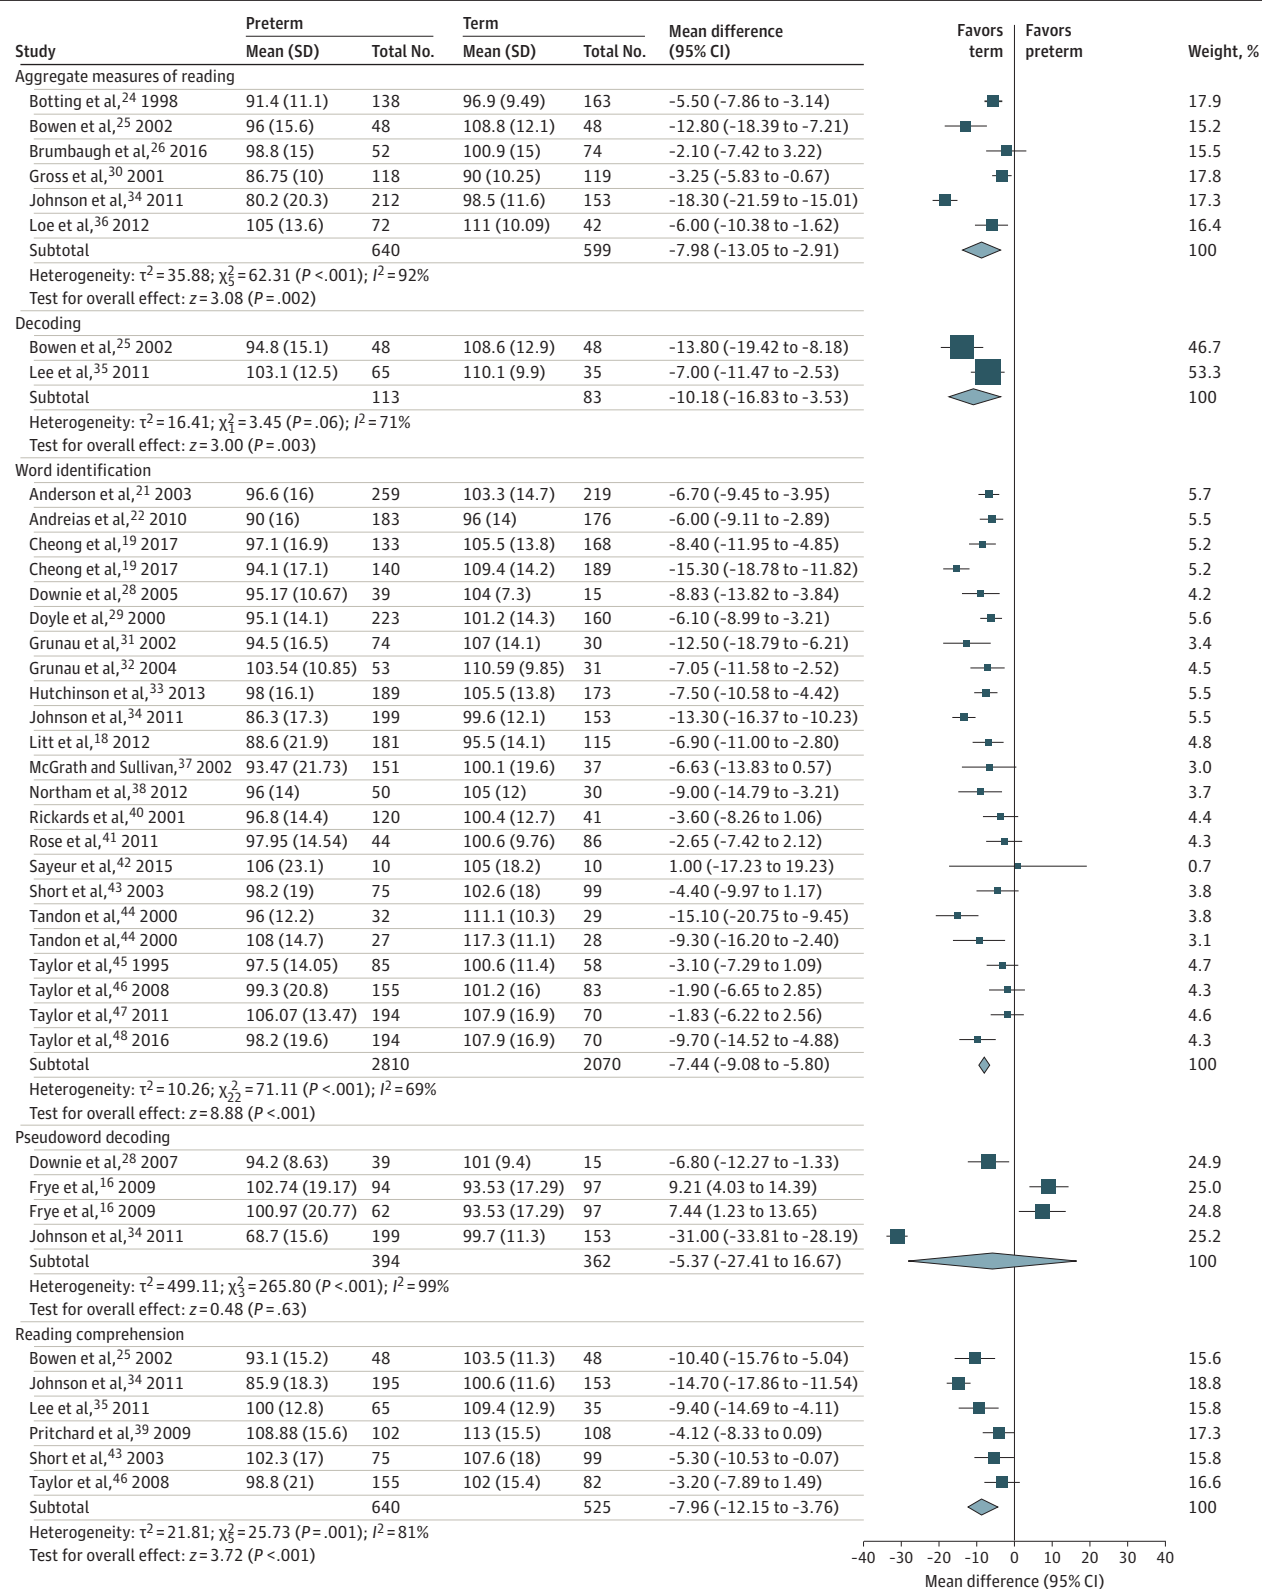 Preterm Term Mean difference (95% CI) Favors term Favors preterm
Study Mean (SD) Total No. Mean (SD) Total No. Weight, %
Aggregate measures of reading
Botting et al,24 1998 91.4 (11.1) 138 96.9 (9.49) 163 -5.50 (-7.86 to -3.14) 17.9
Bowen et al,25 2002 96 (15.6) 48 108.8 (12.1) 48 -12.80 (-18.39 to -7.21) 15.2
Brumbaugh et al,26 2016 98.8 (15) 52 100.9 (15) 74 -2.10 (-7.42 to 3.22) 15.5
Gross et al,30 2001 86.75 (10) 118 90 (10.25) 119 -3.25 (-5.83 to -0.67) 17.8
Johnson et al,34 2011 80.2 (20.3) 212 98.5 (11.6) 153 -18.30 (-21.59 to -15.01) 17.3
Loe et al,36 2012 105 (13.6) 72 111 (10.09) 42 -6.00 (-10.38 to -1.62) 16.4
Subtotal 640 599 -7.98 (-13.05 to -2.91) 100
Heterogeneity: τ2 = 35.88; χ25 = 62.31 (P <.001); I2 = 92%
Test for overall effect: z = 3.08 (P = .002)
Decoding
Bowen et al,25 2002 94.8 (15.1) 48 108.6 (12.9) 48 -13.80 (-19.42 to -8.18) 46.7
Lee et al,35 2011 103.1 (12.5) 65 110.1 (9.9) 35 -7.00 (-11.47 to -2.53) 53.3
Subtotal 113 83 -10.18 (-16.83 to -3.53) 100
Heterogeneity: τ2 = 16.41; χ21 = 3.45 (P = .06); I2 = 71%
Test for overall effect: z = 3.00 (P = .003)
Word identification
Anderson et al,21 2003 96.6 (16) 259 103.3 (14.7) 219 -6.70 (-9.45 to -3.95) 5.7
Andreias et al,22 2010 90 (16) 183 96 (14) 176 -6.00 (-9.11 to -2.89) 5.5
Cheong et al,19 2017 97.1 (16.9) 133 105.5 (13.8) 168 -8.40 (-11.95 to -4.85) 5.2
Cheong et al,19 2017 94.1 (17.1) 140 109.4 (14.2) 189 -15.30 (-18.78 to -11.82) 5.2
Downie et al,28 2005 95.17 (10.67) 39 104 (7.3) 15 -8.83 (-13.82 to -3.84) 4.2
Doyle et al,29 2000 95.1 (14.1) 223 101.2 (14.3) 160 -6.10 (-8.99 to -3.21) 5.6
Grunau et al,31 2002 94.5 (16.5) 74 107 (14.1) 30 -12.50 (-18.79 to -6.21) 3.4
Grunau et al,32 2004 103.54 (10.85) 53 110.59 (9.85) 31 -7.05 (-11.58 to -2.52) 4.5
Hutchinson et al,33 2013 98 (16.1) 189 105.5 (13.8) 173 -7.50 (-10.58 to -4.42) 5.5
Johnson et al,34 2011 86.3 (17.3) 199 99.6 (12.1) 153 -13.30 (-16.37 to -10.23) 5.5
Litt et al,18 2012 88.6 (21.9) 181 95.5 (14.1) 115 -6.90 (-11.00 to -2.80) 4.8
McGrath and Sullivan,37 2002 93.47 (21.73) 151 100.1 (19.6) 37 -6.63 (-13.83 to 0.57) 3.0
Northam et al,38 2012 96 (14) 50 105 (12) 30 -9.00 (-14.79 to -3.21) 3.7
Rickards et al,40 2001 96.8 (14.4) 120 100.4 (12.7) 41 -3.60 (-8.26 to 1.06) 4.4
Rose et al,41 2011 97.95 (14.54) 44 100.6 (9.76) 86 -2.65 (-7.42 to 2.12) 4.3
Sayeur et al,42 2015 106 (23.1) 10 105 (18.2) 10 1.00 (-17.23 to 19.23) 0.7
Short et al,43 2003 98.2 (19) 75 102.6 (18) 99 -4.40 (-9.97 to 1.17) 3.8
Tandon et al,44 2000 96 (12.2) 32 111.1 (10.3) 29 -15.10 (-20.75 to -9.45) 3.8
Tandon et al,44 2000 108 (14.7) 27 117.3 (11.1) 28 -9.30 (-16.20 to -2.40) 3.1
Taylor et al,45 1995 97.5 (14.05) 85 100.6 (11.4) 58 -3.10 (-7.29 to 1.09) 4.7
Taylor et al,46 2008 99.3 (20.8) 155 101.2 (16) 83 -1.90 (-6.65 to 2.85) 4.3
Taylor et al,47 2011 106.07 (13.47) 194 107.9 (16.9) 70 -1.83 (-6.22 to 2.56) 4.6
Taylor et al,48 2016 98.2 (19.6) 194 107.9 (16.9) 70 -9.70 (-14.52 to -4.88) 4.3
Subtotal 2810 2070 -7.44 (-9.08 to -5.80) 100
Heterogeneity: τ2 = 10.26; χ222 = 71.11 (P <.001); I2 = 69%
Test for overall effect: z = 8.88 (P <.001)
Pseudoword decoding
Downie et al,28 2007 94.2 (8.63) 39 101 (9.4) 15 -6.80 (-12.27 to -1.33) 24.9
Frye et al,16 2009 102.74 (19.17) 94 93.53 (17.29) 97 9.21 (4.03 to 14.39) 25.0
Frye et al,16 2009 100.97 (20.77) 62 93.53 (17.29) 97 7.44 (1.23 to 13.65) 24.8
Johnson et al,34 2011 68.7 (15.6) 199 99.7 (11.3) 153 -31.00 (-33.81 to -28.19) 25.2
Subtotal 394 362 -5.37 (-27.41 to 16.67) 100
Heterogeneity: τ2 = 499.11; χ23 = 265.80 (P <.001); I2 = 99%
Test for overall effect: z = 0.48 (P = .63)
Reading comprehension
Bowen et al,25 2002 93.1 (15.2) 48 103.5 (11.3) 48 -10.40 (-15.76 to -5.04) 15.6
Johnson et al,34 2011 85.9 (18.3) 195 100.6 (11.6) 153 -14.70 (-17.86 to -11.54) 18.8
Lee et al,35 2011 100 (12.8) 65 109.4 (12.9) 35 -9.40 (-14.69 to -4.11) 15.8
Pritchard et al,39 2009 108.88 (15.6) 102 113 (15.5) 108 -4.12 (-8.33 to 0.09) 17.3
Short et al,43 2003 102.3 (17) 75 107.6 (18) 99 -5.30 (-10.53 to -0.07) 15.8
Taylor et al,46 2008 98.8 (21) 155 102 (15.4) 82 -3.20 (-7.89 to 1.49) 16.6
Subtotal 640 525 -7.96 (-12.15 to -3.76) 100
Heterogeneity: τ2 = 21.81; χ25 = 25.73 (P = .001); I2 = 81%
Test for overall effect: z = 3.72 (P <.001)
-40 -30 -20 -10 0 10 20 30 40
Mean difference (95% CI)